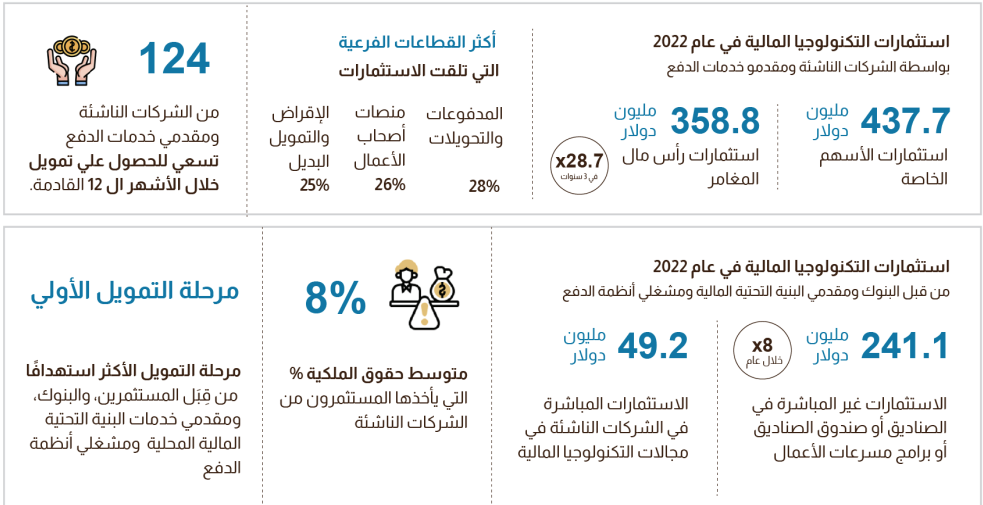 استثمارات التكنولوجيا المالية في عام 2022
بواسطة الشركات الناشئة ومقدمو خدمات الدفع
437.7 مليون
دولار
استثمارات الأسهم
الخاصة
358.8 مليون
دولار
استثمارات رأس مال
المغامر
x28.7
في 3 سنوات
أكثر القطاعات الفرعية
التي تلقت الاستثمارات
المدفوعات
والتحويلات
28%
منصات
أصحاب
الأعمال
26%
الإقراض
والتمويل
البديل
25%
124
من الشركات الناشئة
ومقدمي خدمات الدفع
تسعي للحصول علي تمويل
خلال الأشهر ال 12 القادمة.
استثمارات التكنولوجيا المالية في عام 2022
من قبل البنوك ومقدمي البنية التحتية المالية ومشغلي أنظمة الدفع
241.1 مليون
دولار
x8
خلال عام
الاستثمارات غير المباشرة في
الصناديق أو صندوق الصناديق
أو برامج مسرعات الأعمال
49.2 مليون
دولار
الاستثمارات المباشرة
في الشركات الناشئة في
مجالات التكنولوجيا المالية
8%
متوسط حقوق الملكية %
التي يأخذها المستثمرون من
الشركات الناشئة
مرحلة التمويل الأولي
مرحلة التمويل الأكثر استهدافًا
من قِبَل المستثمرين، والبنوك،
ومقدمي خدمات البنية التحتية
المالية المحلية ومشغلي أنظمة
الدفع